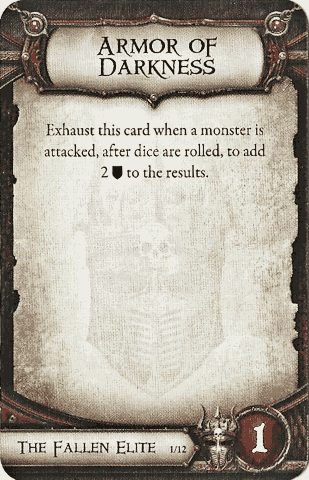 ARMOR OF
DARKNESS
Exhaust this card when a monster is
attacked, after dice are rolled, to add
2 to the results.
THE FALLEN ELITE 1/12 1